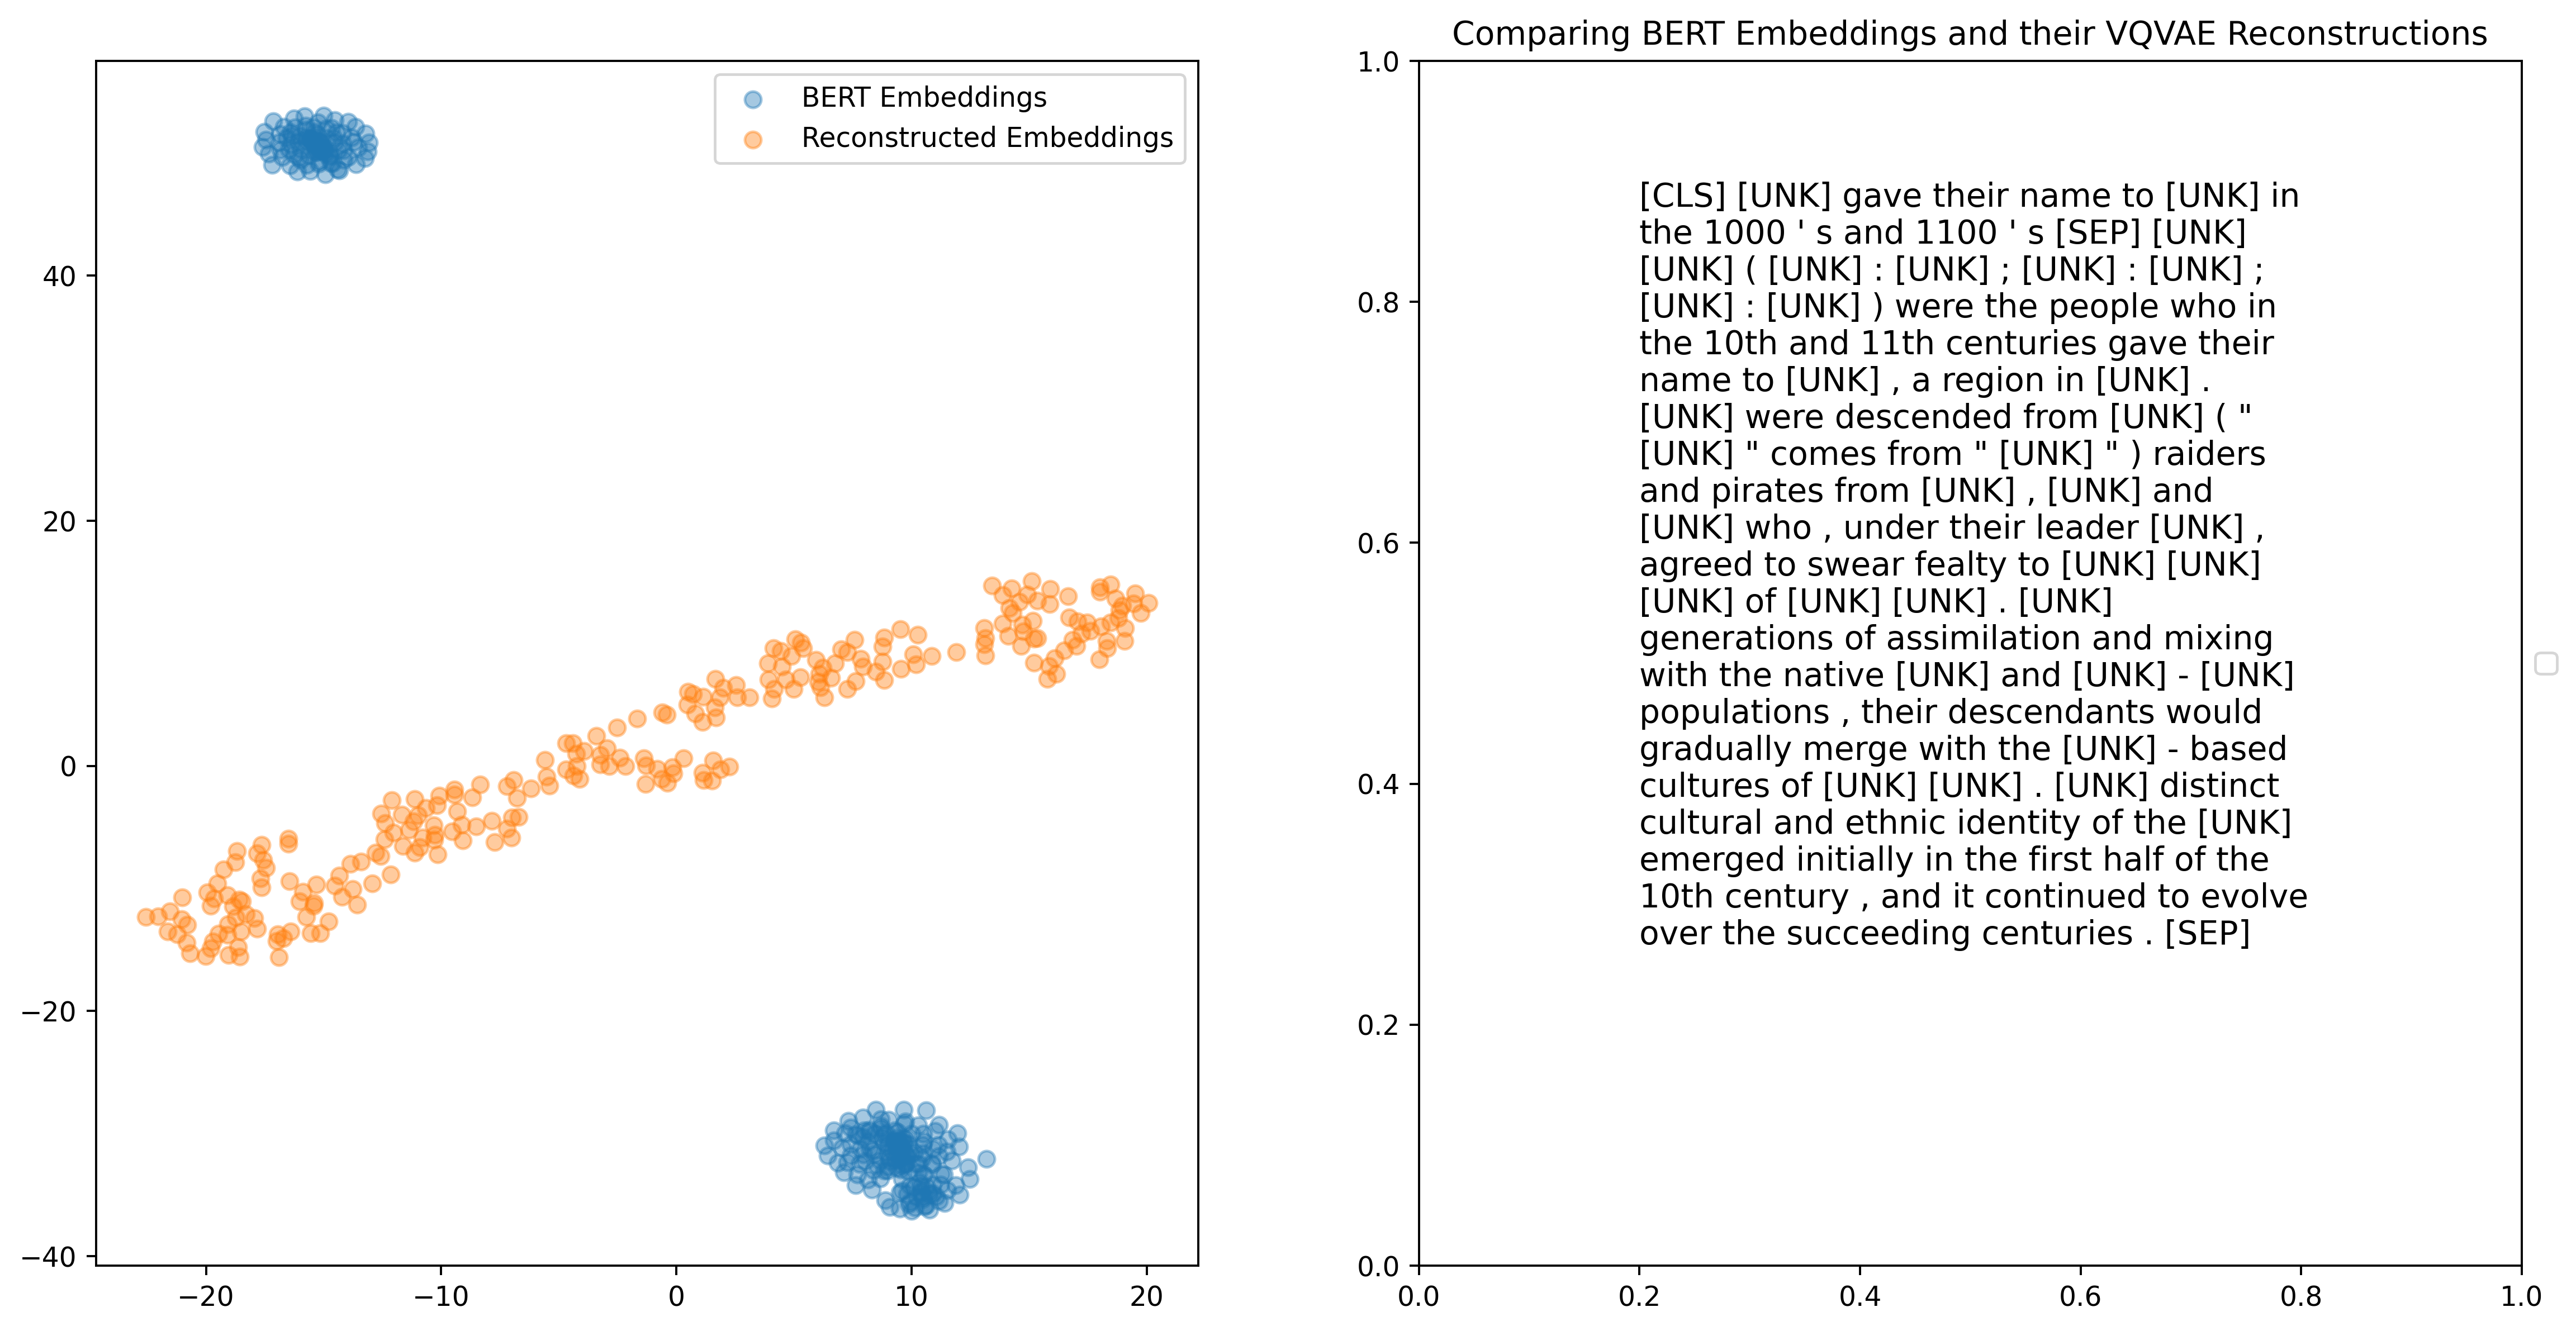 Comparing BERT Embeddings and their VQVAE Reconstructions
BERT Embeddings
Reconstructed Embeddings
40
20
0
−20
−40
−20
−10
0
10
20
1.0
0.8
0.6
0.4
0.2
0.0
[CLS] [UNK] gave their name to [UNK] in
the 1000 ' s and 1100 ' s [SEP] [UNK]
[UNK] ( [UNK] : [UNK] ; [UNK] : [UNK] ;
[UNK] : [UNK] ) were the people who in
the 10th and 11th centuries gave their
name to [UNK] , a region in [UNK] .
[UNK] were descended from [UNK] ( "
[UNK] " comes from " [UNK] " ) raiders
and pirates from [UNK] , [UNK] and
[UNK] who , under their leader [UNK] ,
agreed to swear fealty to [UNK] [UNK]
[UNK] of [UNK] [UNK] . [UNK]
generations of assimilation and mixing
with the native [UNK] and [UNK] - [UNK]
populations , their descendants would
gradually merge with the [UNK] - based
cultures of [UNK] [UNK] . [UNK] distinct
cultural and ethnic identity of the [UNK]
emerged initially in the first half of the
10th century , and it continued to evolve
over the succeeding centuries . [SEP]
0.0
0.2
0.4
0.6
0.8
1.0